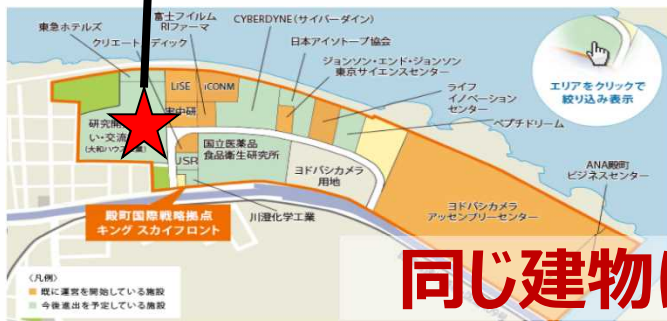 東急ホテルズ
富士フイルム
RIファーマ
CYBERDYNE(サイバーダイン)
クリエートメディック
日本アイソトープ協会
ジョンソン・エンド・ジョンソン
東京サイエンスセンター
LiSE
iCONM
ライフ
イノベーション
センター
ペプチドリーム
エリアをクリックで
絞り込み表示
実中研
い・交流
国立医薬品
食品衛生研究所
ヨドバシカメラ
用地
ヨドバシカメラ
アッセンブリーセンター
ANA殿町
ビジネスセンター
川澄化学工業
殿町国際戦略拠点
キング スカイフロント
〈凡例〉
既に運営を開始している施設
今後進出を予定している施設
同じ建物